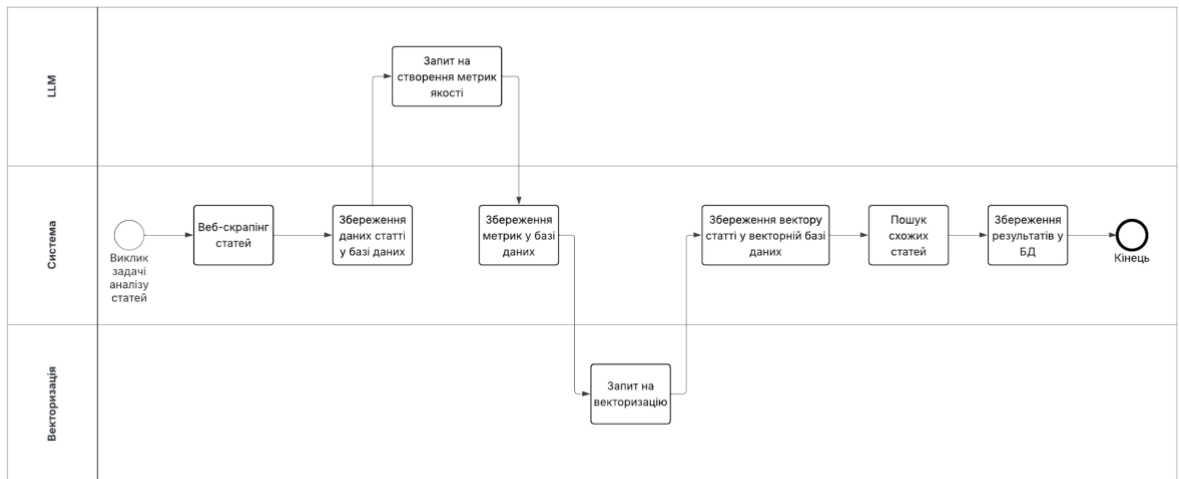 LLM
Запит на
створення метрик
якості
Система
Виклик
задачі
аналізу
статей
Веб-скрапінг
статей
Збереження
даних статті
у базі даних
Збереження
метрик у базі
даних
Збереження вектору
статті у векторній базі
даних
Пошук
схожих
статей
Збереження
результатів у
БД
Кінець
Векторизація
Запит на
векторизацію